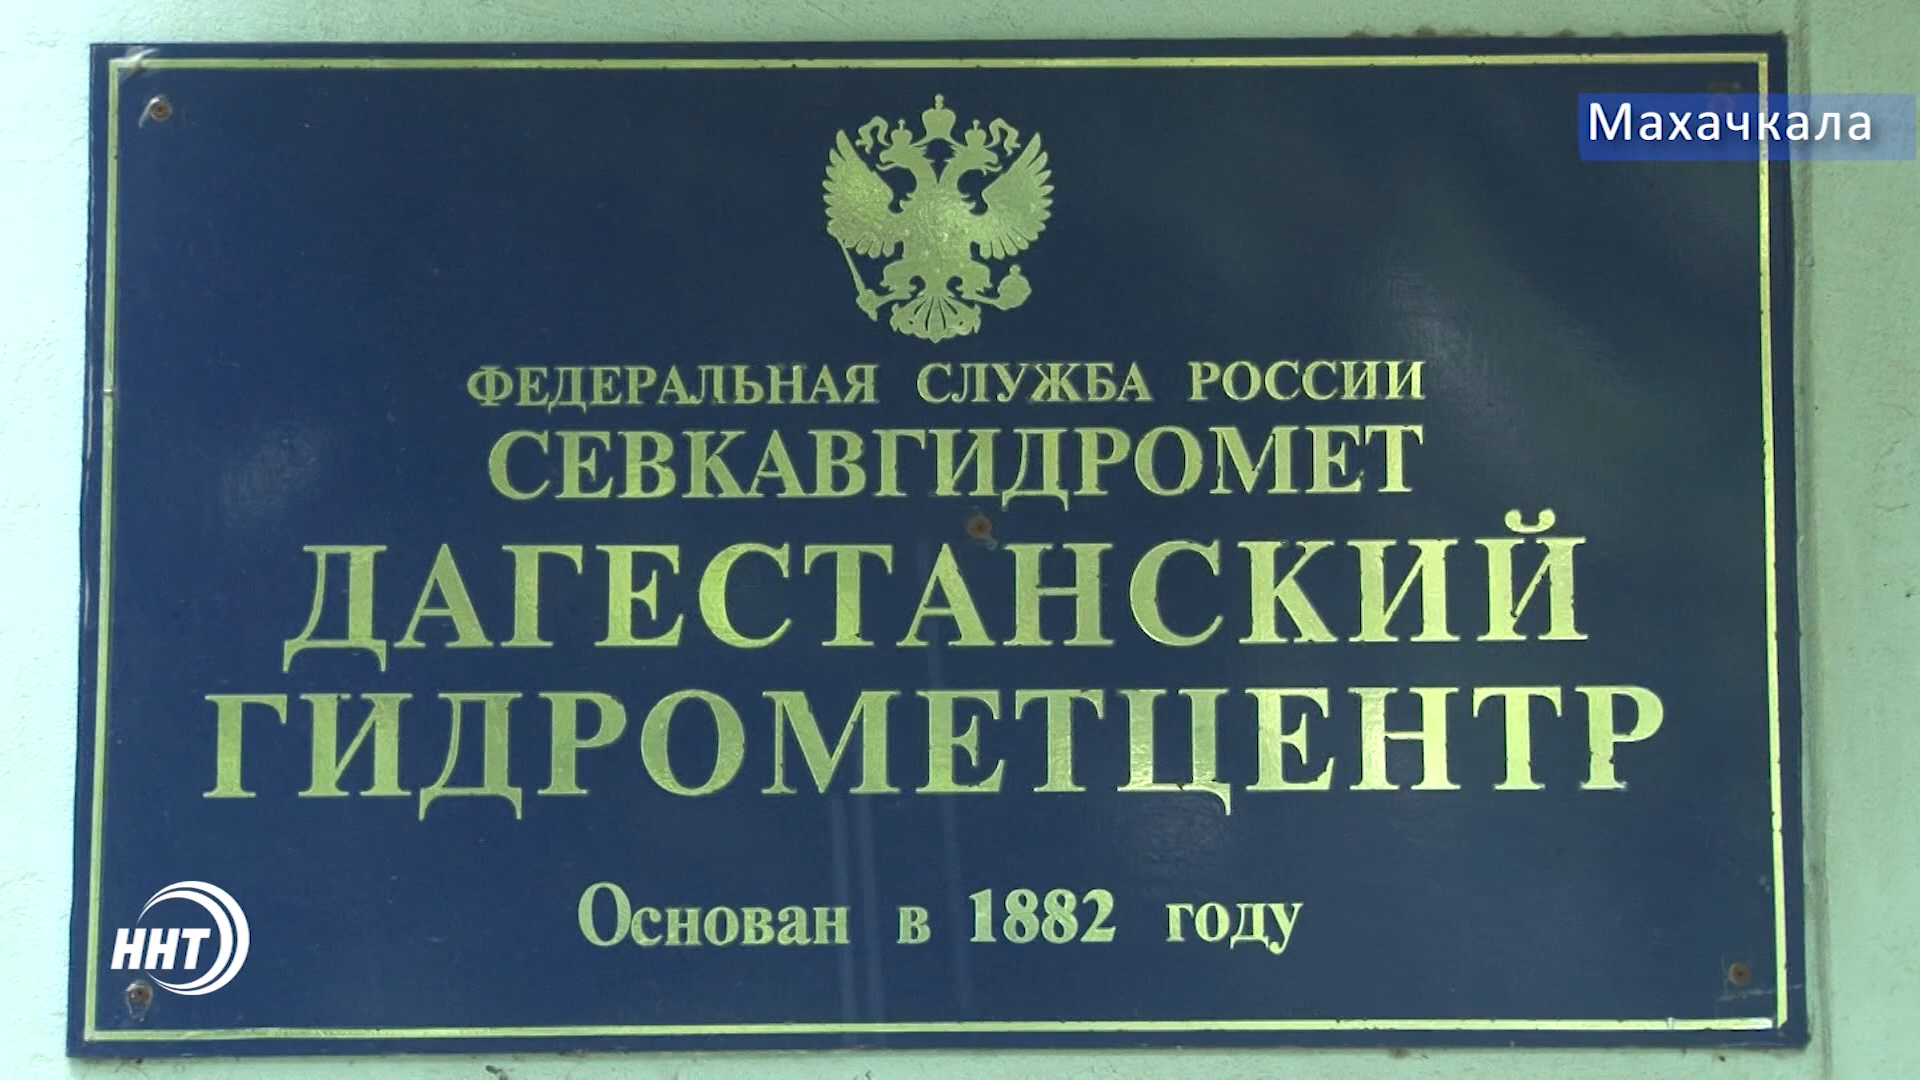 Махачкала
ФЕДЕРАЛЬНАЯ СЛУЖБА РОССИИ
СЕВКАВГИДРОМЕТ
ДАГЕСТАНСКИЙ
ГИДРОМЕТЦЕНТР
Основан в 1882 году
ННТ